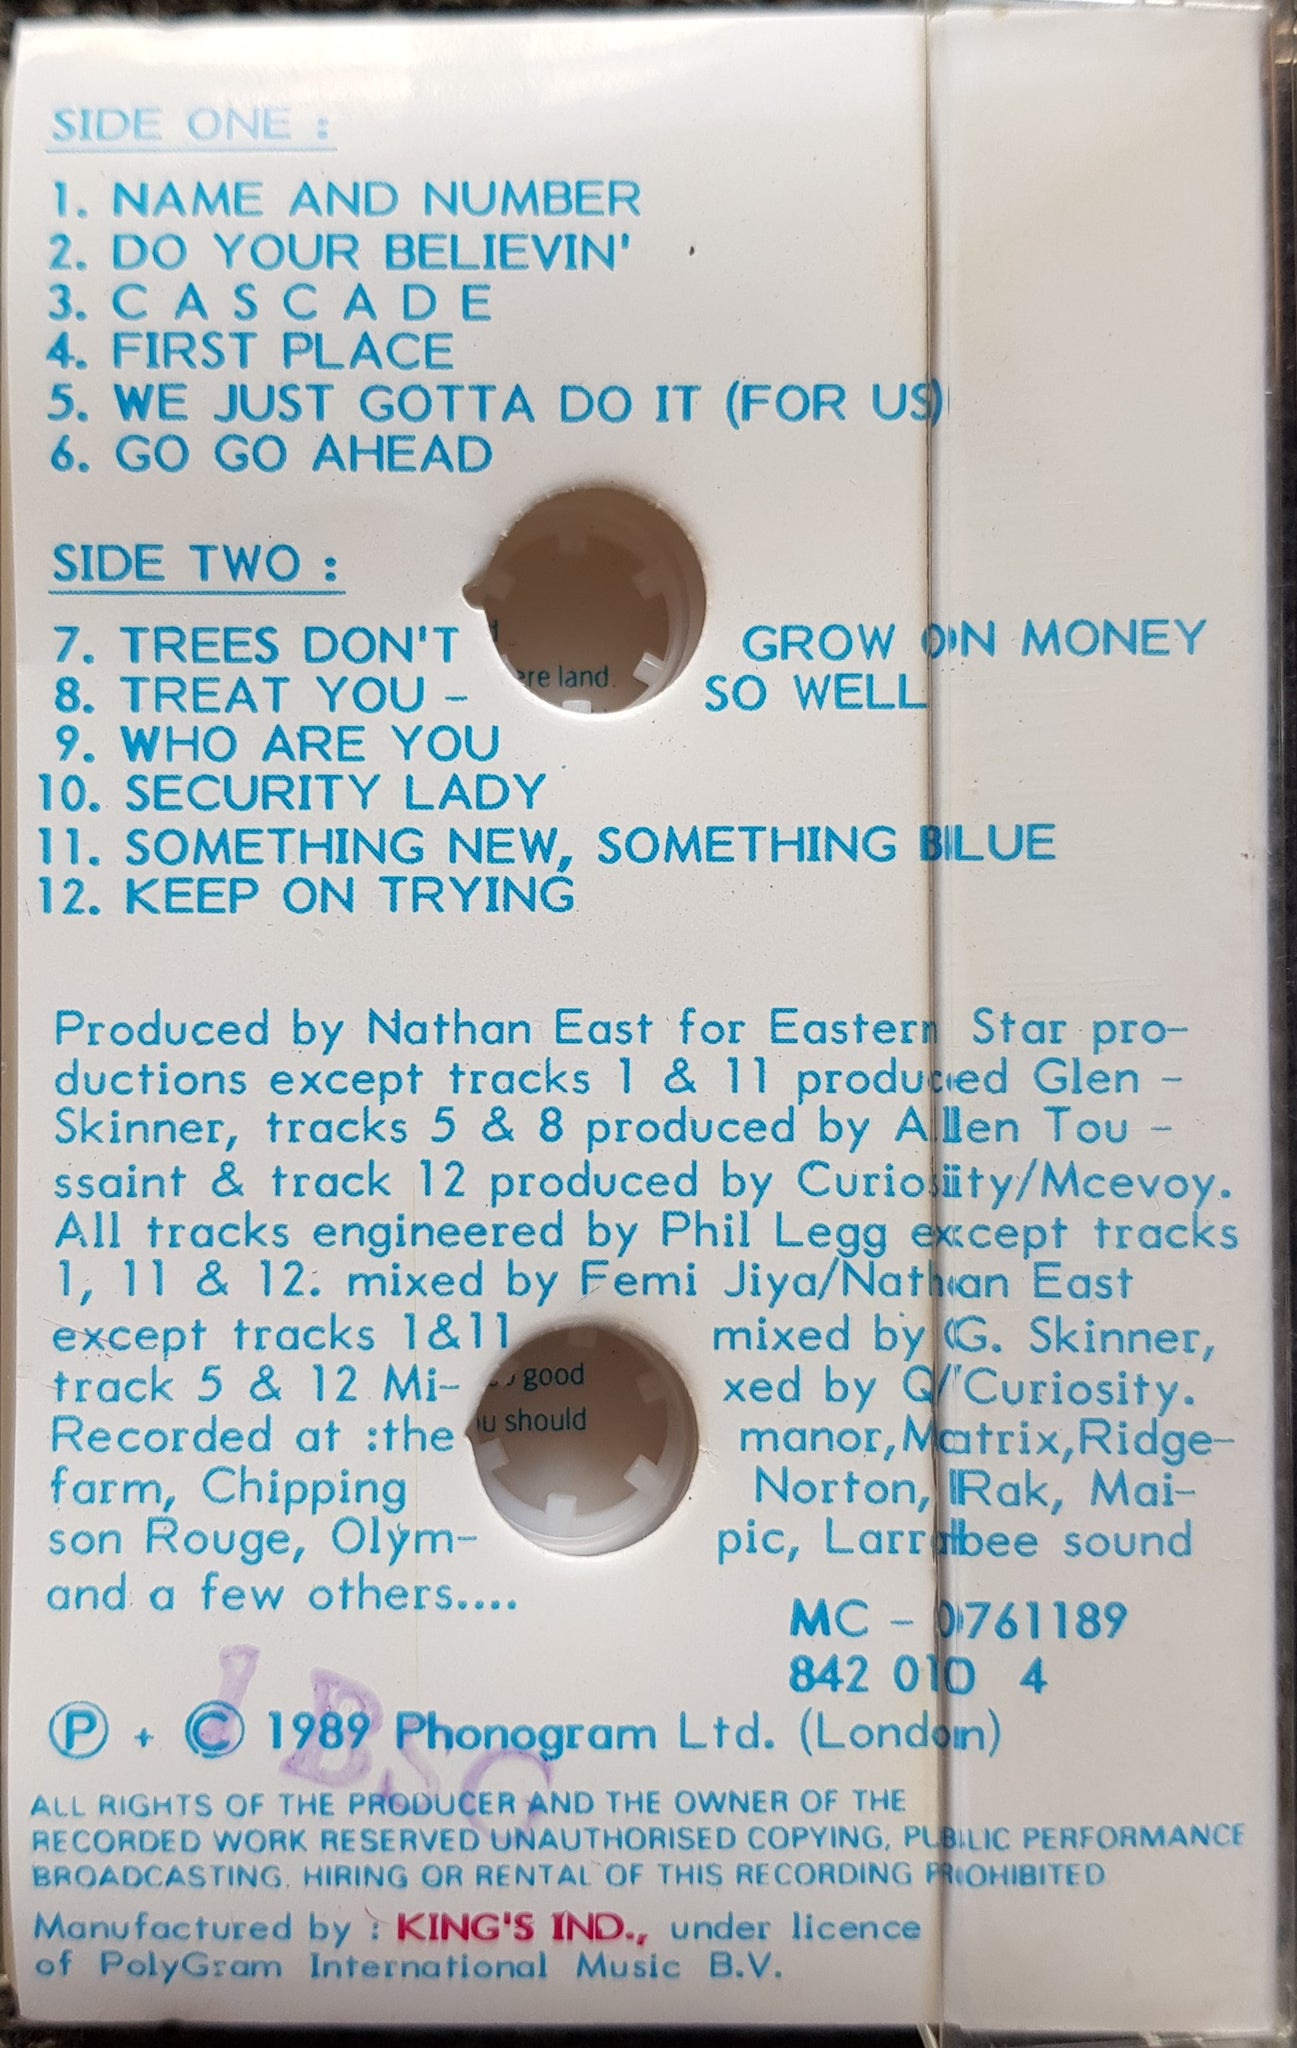 SIDE ONE :
1. NAME AND NUMBER
2. DO YOUR BELIEVIN'
3. C A S C A D E
4. FIRST PLACE
5. WE JUST GOTTA DO IT (FOR US)
6. GO GO AHEAD
SIDE TWO :
7. TREES DON'T GROW ON MONEY
8. TREAT YOU – SO WELL
ere land
9. WHO ARE YOU
10. SECURITY LADY
11. SOMETHING NEW, SOMETHING BLUE
12. KEEP ON TRYING
Produced by Nathan East for Eastern Star pro-
ductions except tracks 1 & 11 produced Glen –
Skinner, tracks 5 & 8 produced by Allen Tou –
ssaint & track 12 produced by Curiosity/Mcevoy.
All tracks engineered by Phil Legg except tracks
1, 11 & 12. mixed by Femi Jiya/Nathan East
except tracks 1&11 mixed by G. Skinner,
track 5 & 12 Mi- xed by Q/Curiosity.
good
should
Recorded at :the manor,Matrix,Ridge-
farm, Chipping Norton, Rak, Mai-
son Rouge, Olym- pic, Larrabee sound
and a few others....
MC – 0761189
842 010 4
Ⓟ + © 1989 Phonogram Ltd. (London)
IBSC
ALL RIGHTS OF THE PRODUCER AND THE OWNER OF THE
RECORDED WORK RESERVED UNAUTHORISED COPYING, PUBLIC PERFORMANCE
BROADCASTING, HIRING OR RENTAL OF THIS RECORDING PROHIBITED
Manufactured by : KING'S IND., under licence
of PolyGram International Music B.V.